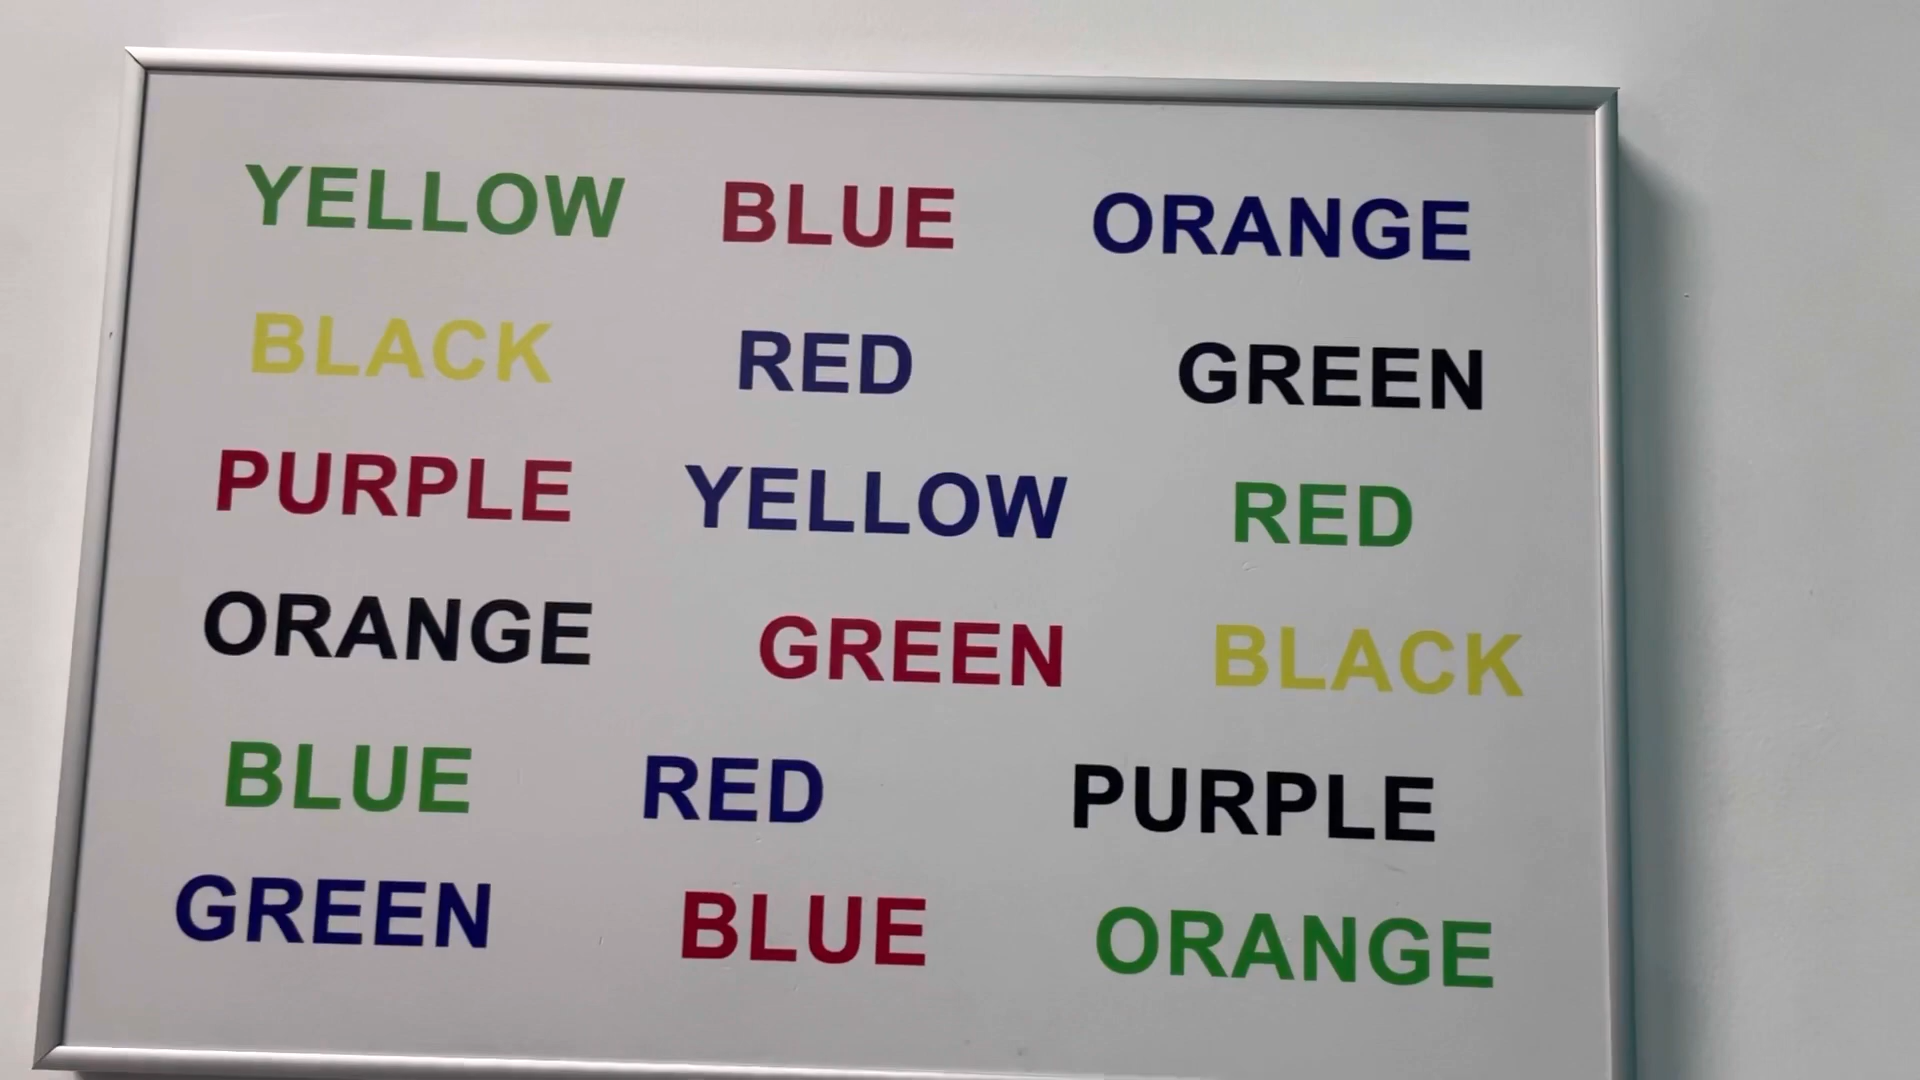 YELLOW BLUE ORANGE
BLACK RED GREEN
PURPLE YELLOW RED
ORANGE GREEN BLACK
BLUE RED PURPLE
GREEN BLUE ORANGE